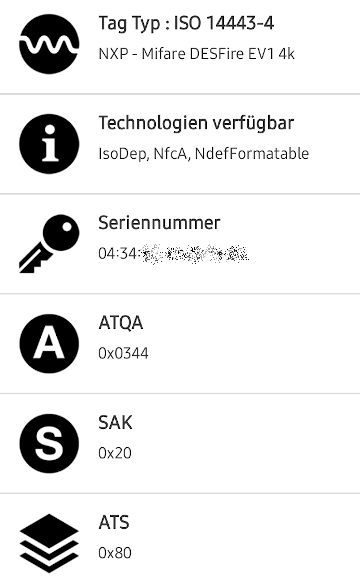 Tag Typ : ISO 14443-4
NXP - Mifare DESFire EV1 4k
Technologien verfügbar
IsoDep, NfcA, NdefFormatable
Seriennummer
04:34:
A
ATQA
0x0344
S
SAK
0x20
ATS
0x80